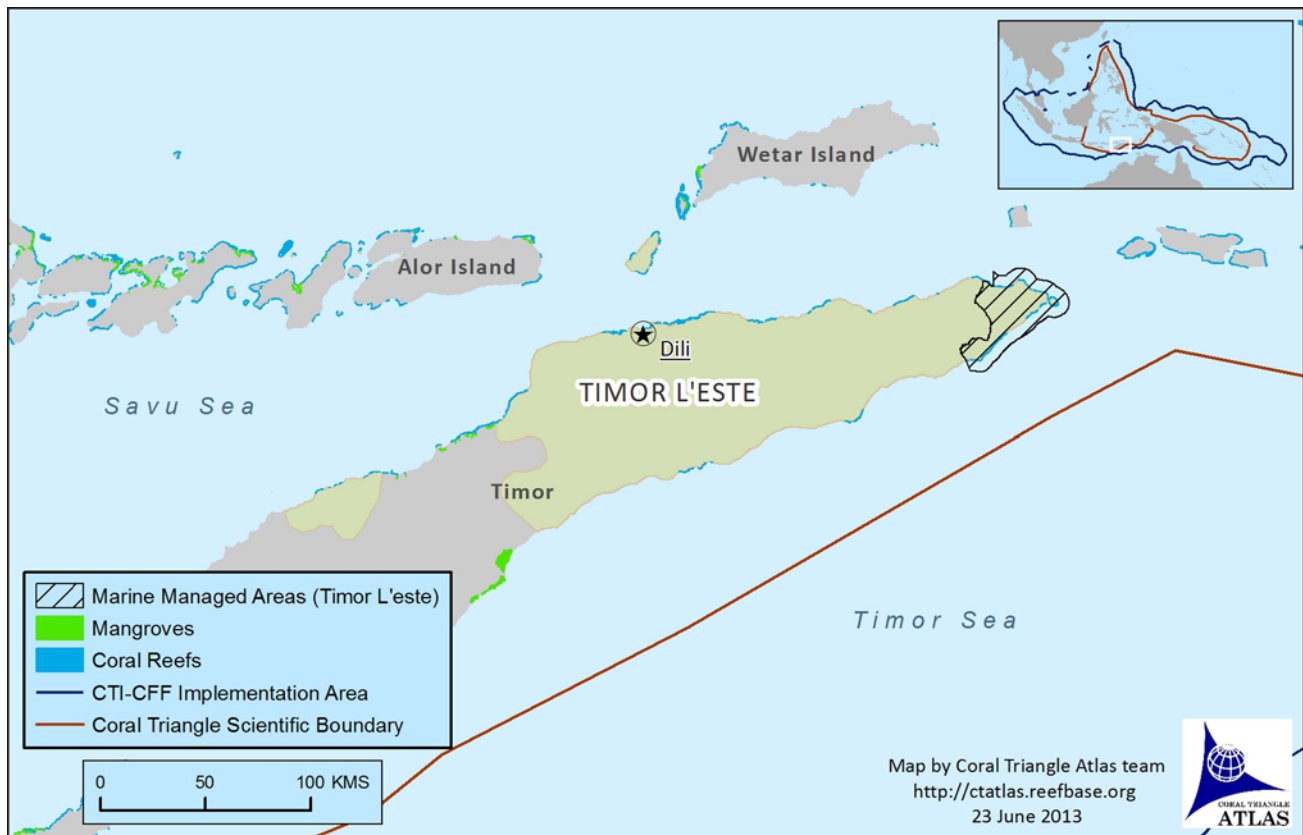 Wetar Island
Alor Island
Dili
TIMOR L'ESTE
Savu Sea
Timor
Timor Sea
Marine Managed Areas (Timor L'este)
Mangroves
Coral Reefs
CTI-CFF Implementation Area
Coral Triangle Scientific Boundary
0 50 100 KMS
Map by Coral Triangle Atlas team
http://ctatlas.reefbase.org
23 June 2013
CORAL TRIANGLE
ATLAS